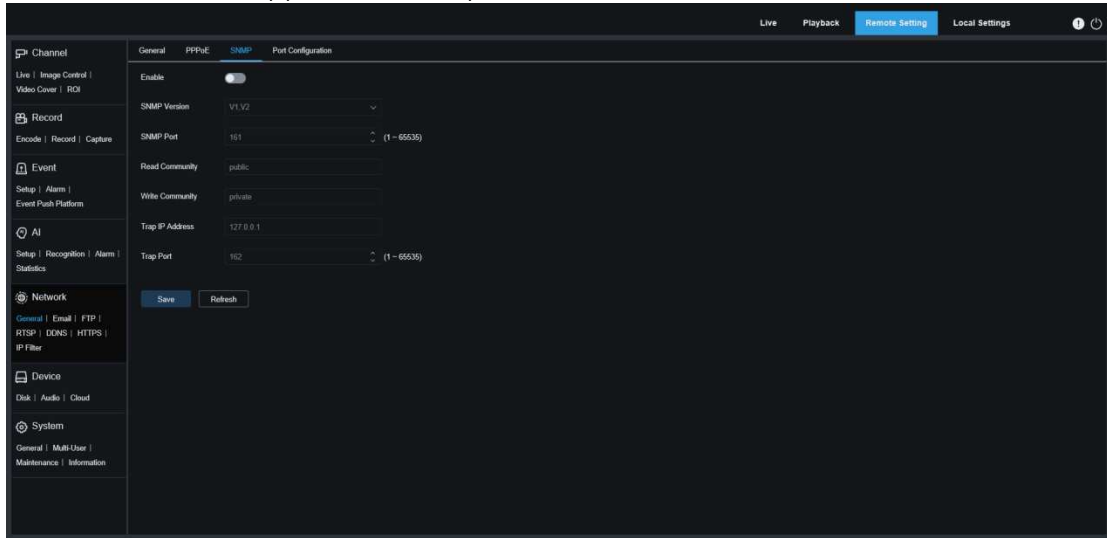 Live Playback Remote Setting Local Settings
Channel
Live | Image Control |
Video Cover | ROI
Record
Encode | Record | Capture
Event
Setup | Alarm |
Event Push Platform
AI
Setup | Recognition | Alarm |
Statistics
Network
General | Email | FTP |
RTSP | DDNS | HTTPS |
IP Filter
Device
Disk | Audio | Cloud
System
General | Multi-User |
Maintenance | Information
General PPPoE SNMP Port Configuration
Enable
SNMP Version V1,V2
SNMP Port 161 (1 ~ 65535)
Read Community public
Write Community private
Trap IP Address 127.0.0.1
Trap Port 162 (1 ~ 65535)
Save Refresh